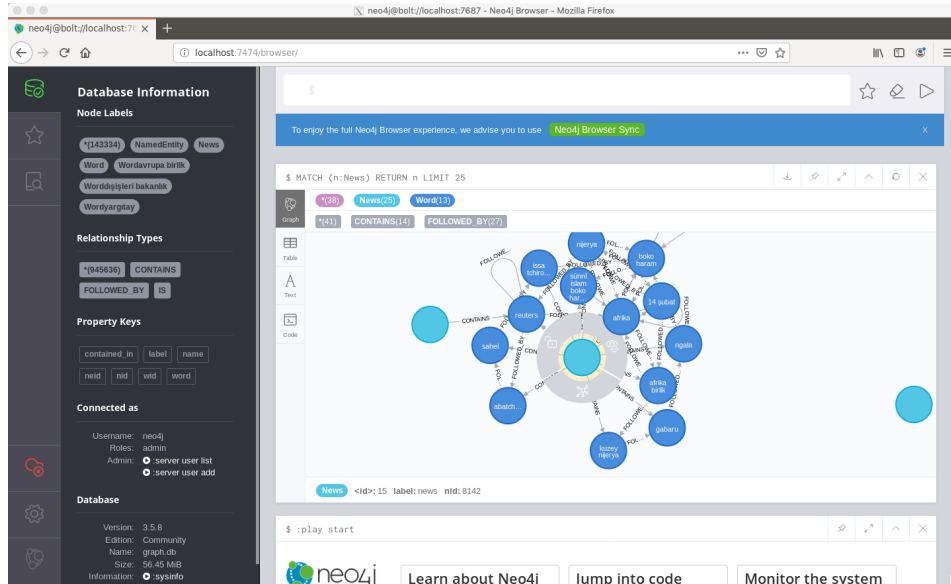 neo4j@bolt://localhost:7687 - Neo4j Browser - Mozilla Firefox
neo4j@bolt://localhost:76
localhost:7474/browser/
Database Information
Node Labels
*(143334) NamedEntity News
Word Wordavrupa birlik
Worddışişleri bakanlık
Wordyargıtay
Relationship Types
*(945636) CONTAINS
FOLLOWED_BY IS
Property Keys
contained_in label name
neid nid wid word
Connected as
Username: neo4j
Roles: admin
Admin: :server user list
:server user add
Database
Version: 3.5.8
Edition: Community
Name: graph.db
Size: 56.45 MiB
Information: :sysinfo
$
To enjoy the full Neo4j Browser experience, we advise you to use Neo4j Browser Sync X
$ MATCH (n:News) RETURN n LIMIT 25
Graph
Table
Text
Code
*(38) News(25) Word(13)
*(41) CONTAINS(14) FOLLOWED_BY(27)
nijerya
boko
haram
issa
tchiro...
sünni
islam
boko
har...
14 şubat
reuters
afrika
CONTAINS
sahel
ngala
afrika
birlik
abatch...
gabaru
kuzey
nijerya
News <id>: 15 label: news nid: 8142
$ :play start
neo4j
Learn about Neo4j
Jump into code
Monitor the system